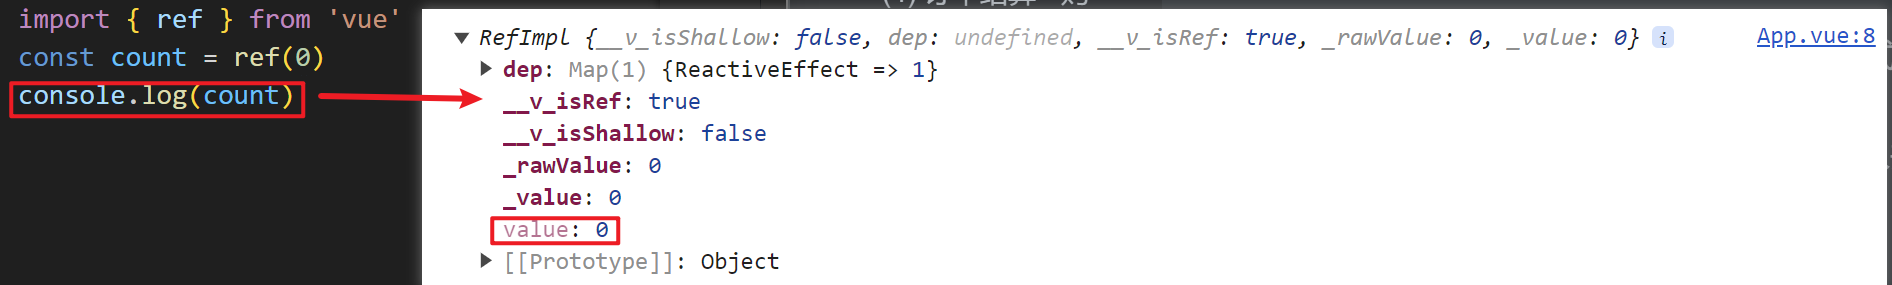 import { ref } from 'vue'
const count = ref(0)
console.log(count)
▼ RefImpl {__v_isShallow: false, dep: undefined, __v_isRef: true, _rawValue: 0, _value: 0} i App.vue:8
▶ dep: Map(1) {ReactiveEffect => 1}
__v_isRef: true
__v_isShallow: false
_rawValue: 0
_value: 0
value: 0
▶ [[Prototype]]: Object